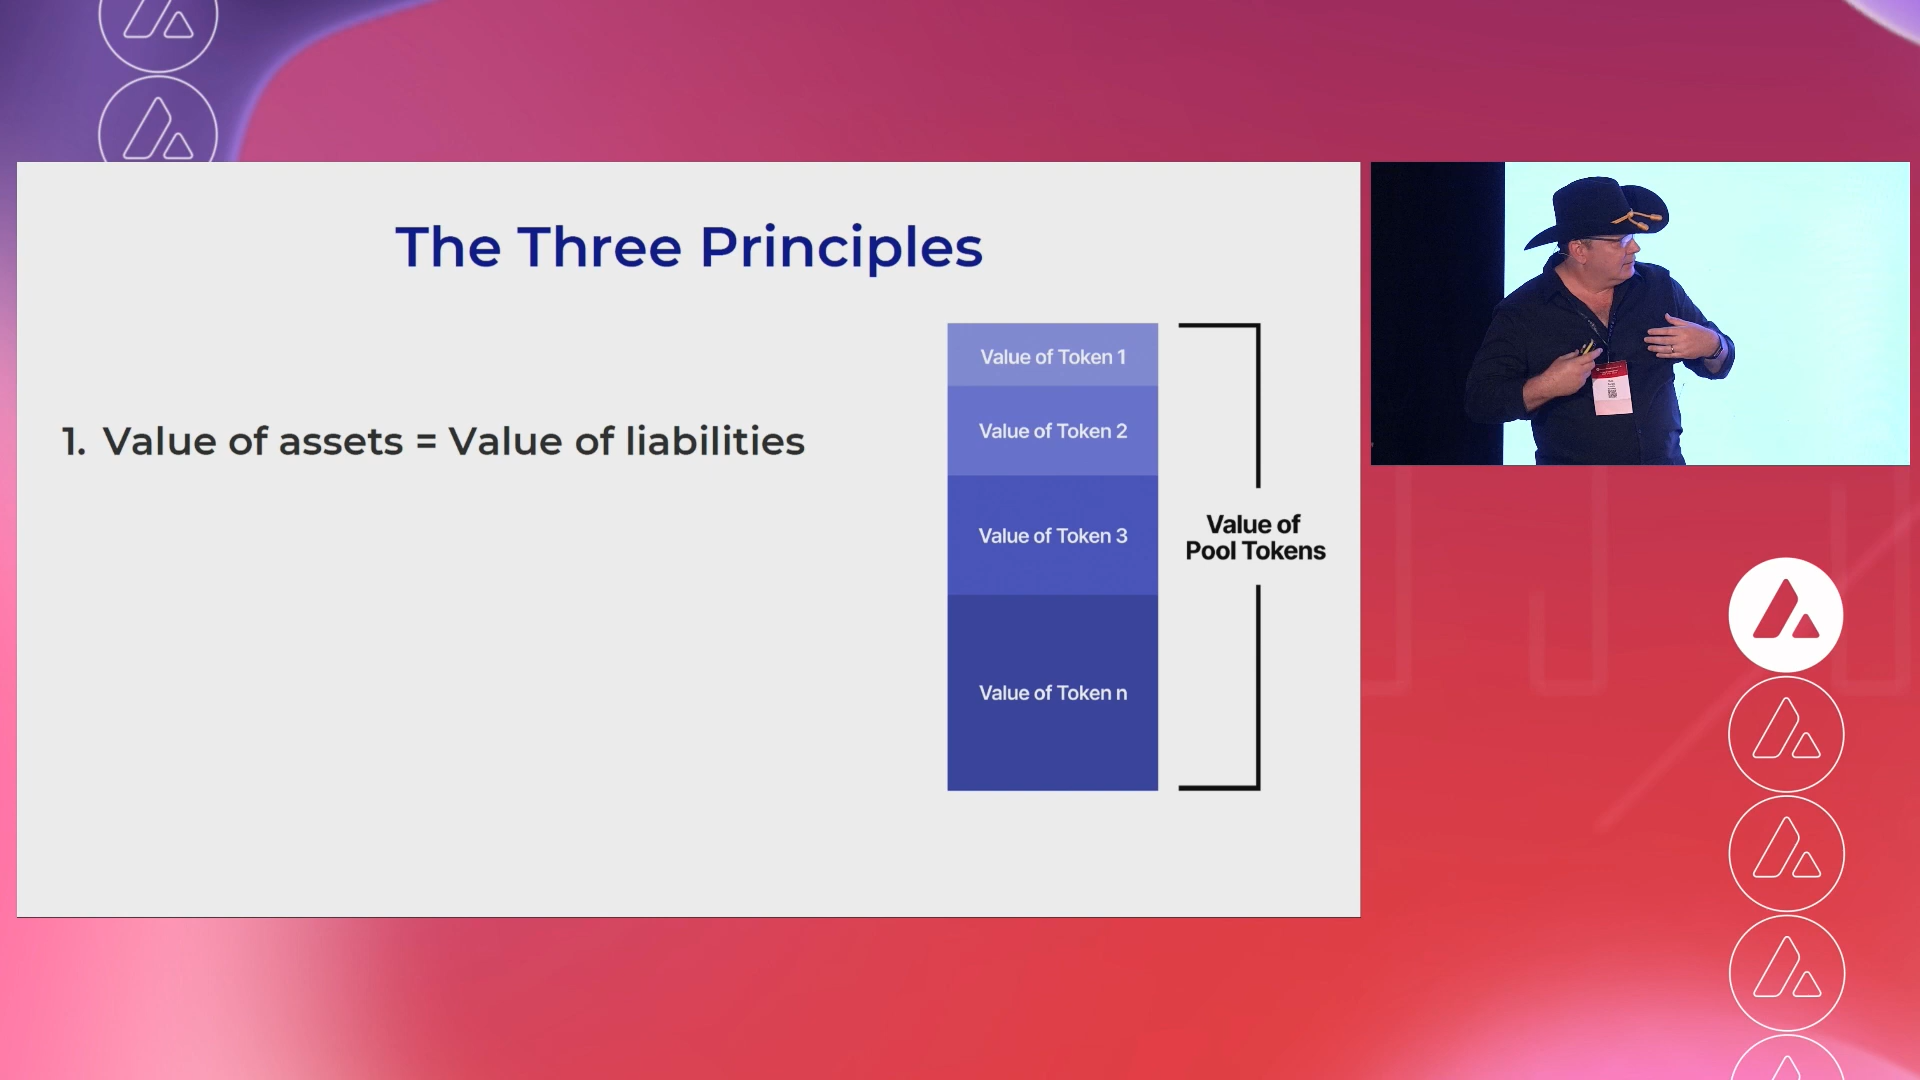 The Three Principles
1. Value of assets = Value of liabilities
Value of Token 1
Value of Token 2
Value of Token 3
Value of Token n
Value of
Pool Tokens